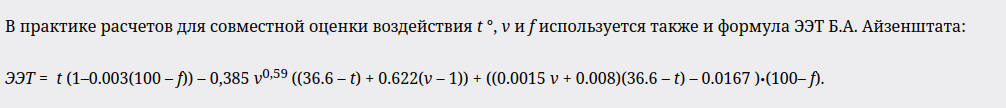 В практике расчетов для совместной оценки воздействия t °, v и f используется также и формула ЭЭТ Б.А. Айзенштата:
ЭЭТ = t (1–0.003(100 – f)) – 0,385 v^0,59 ((36.6 – t) + 0.622(v – 1)) + ((0.0015 v + 0.008)(36.6 – t) – 0.0167 )•(100– f).